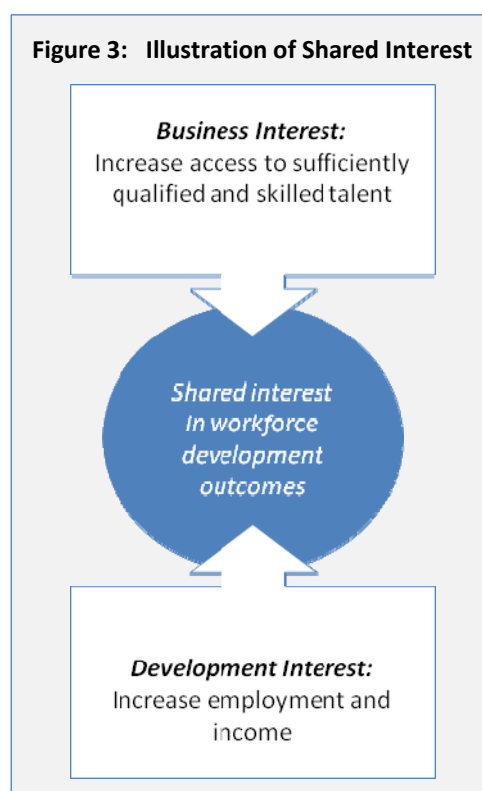 Figure 3: Illustration of Shared Interest
Business Interest:
Increase access to sufficiently
qualified and skilled talent
Shared interest
In workforce
development
outcomes
Development Interest:
Increase employment and
income